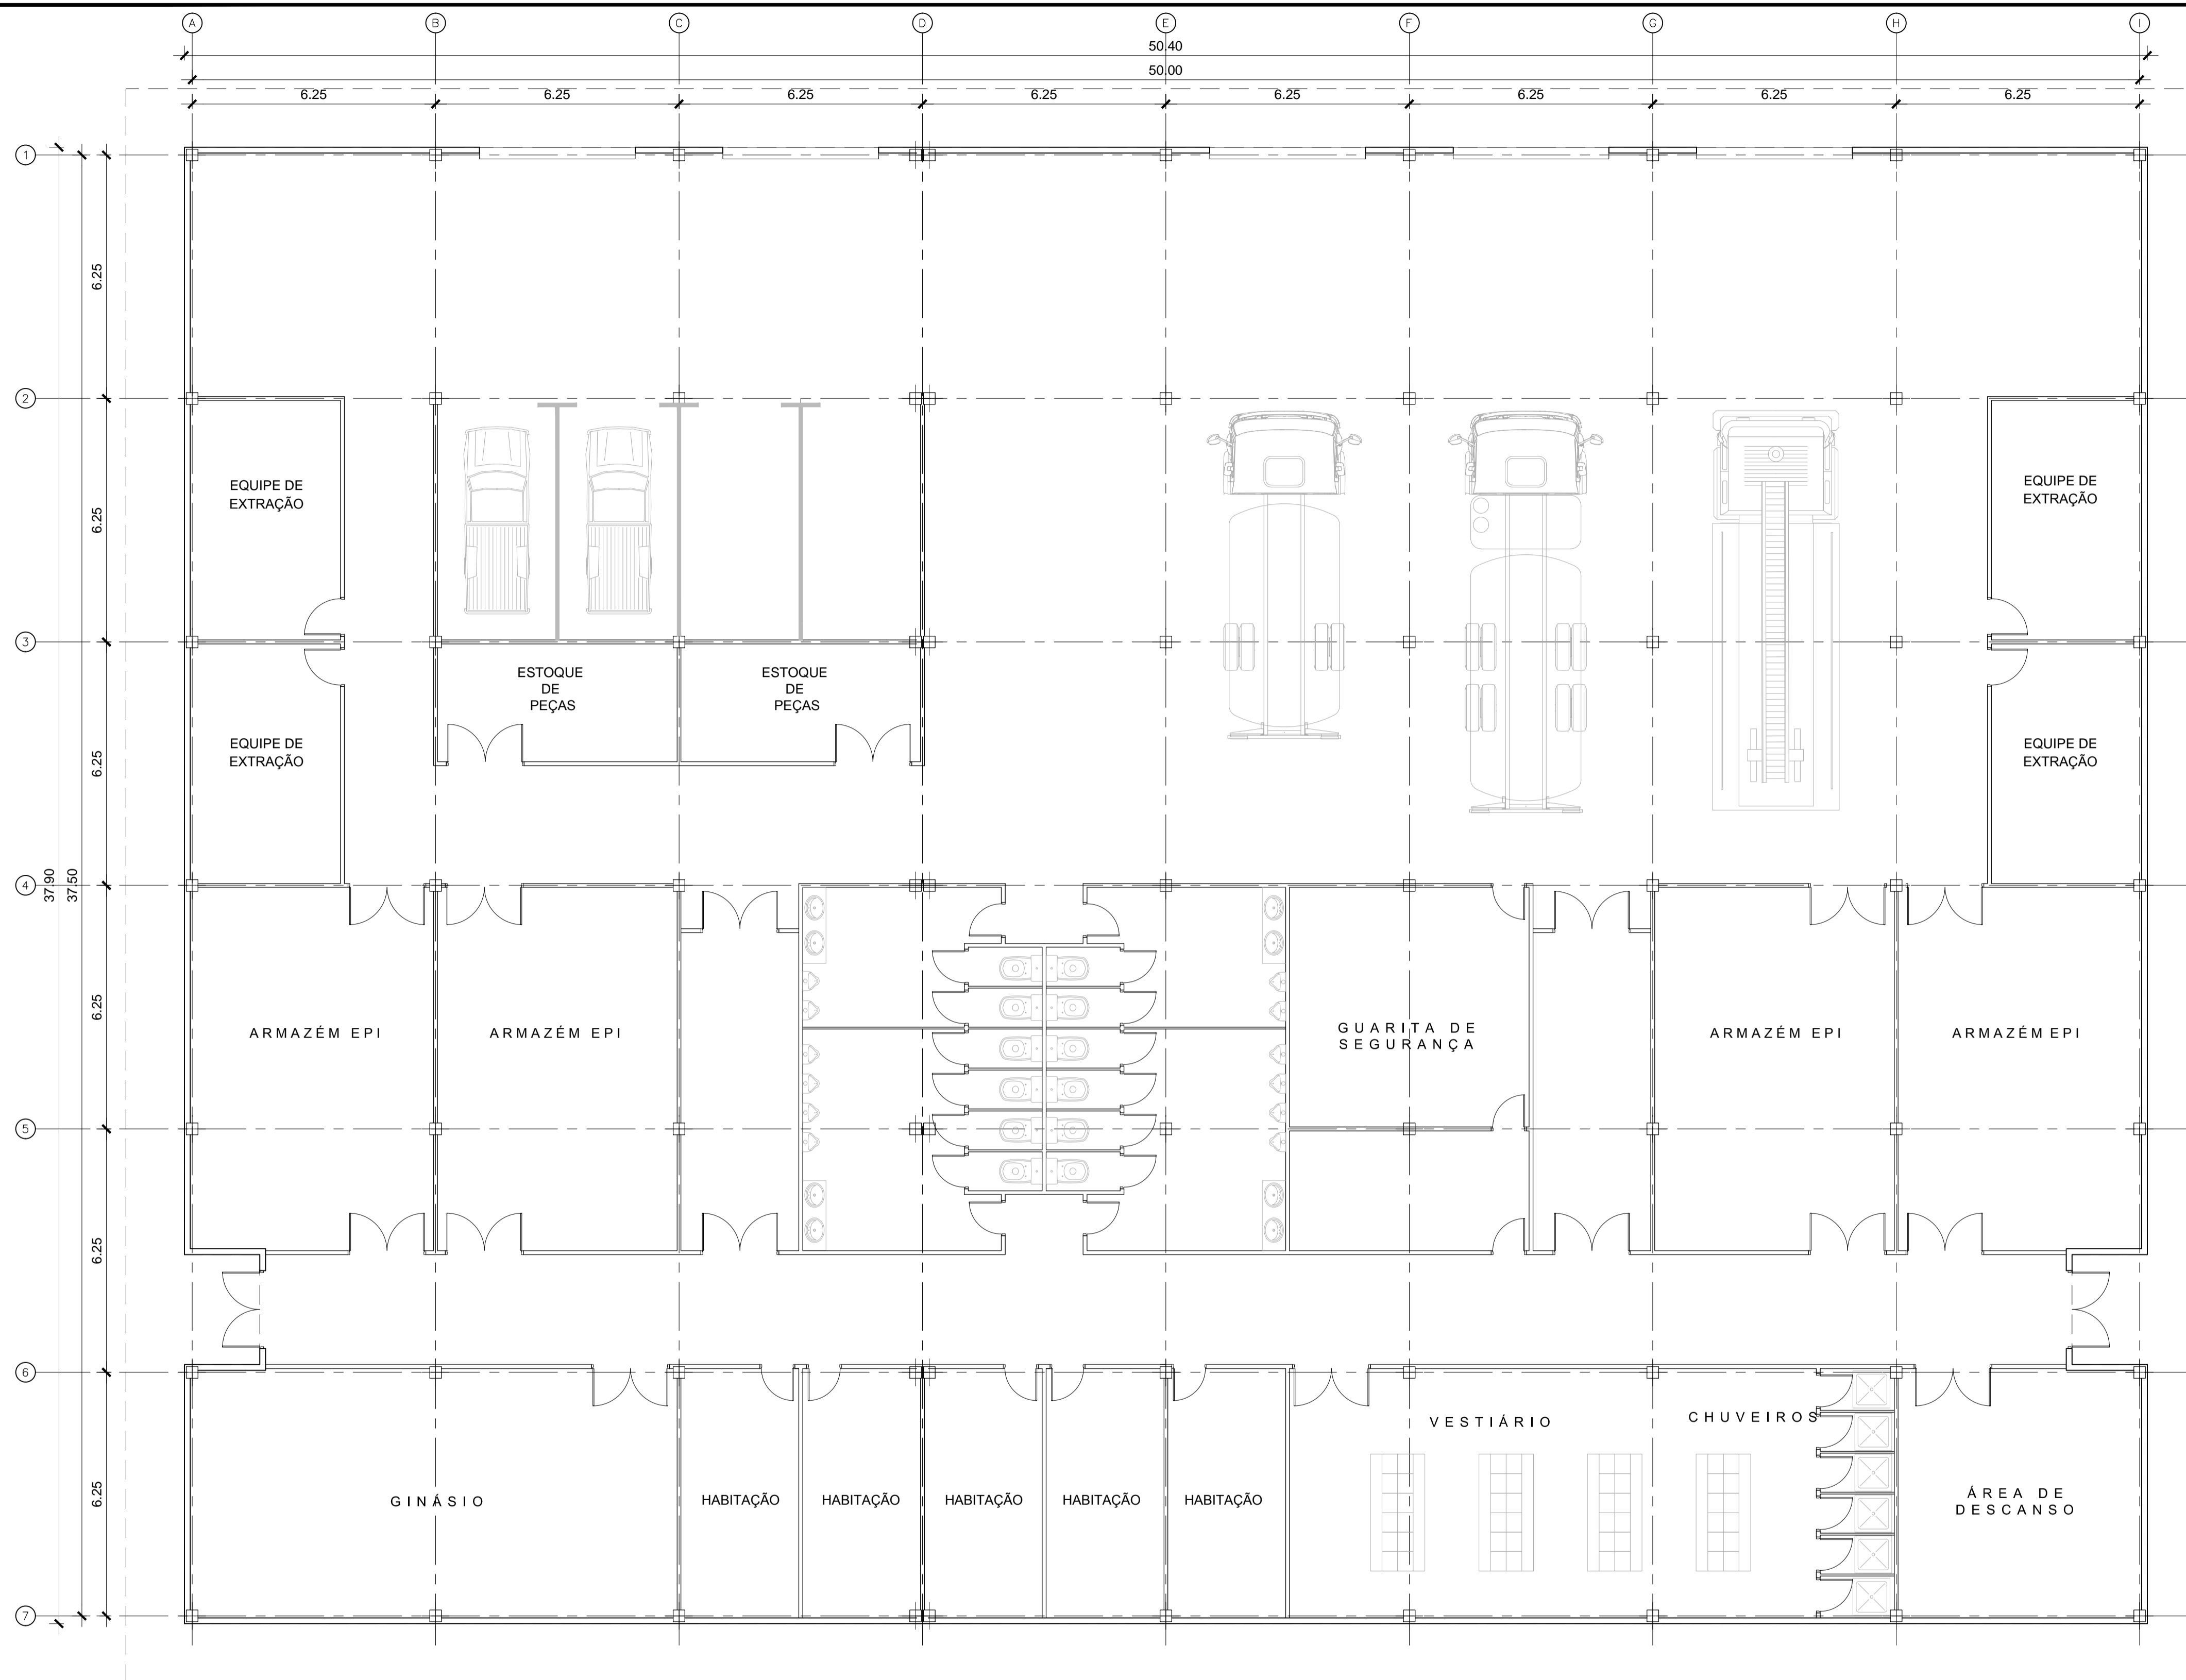 A B C D E F G H I
50.40
50.00
6.25 6.25 6.25 6.25 6.25 6.25 6.25 6.25
1
6.25
2
EQUIPE DE
EXTRAÇÃO
EQUIPE DE
EXTRAÇÃO
6.25
3
ESTOQUE
DE
PEÇAS
ESTOQUE
DE
PEÇAS
EQUIPE DE
EXTRAÇÃO
EQUIPE DE
EXTRAÇÃO
6.25
37.90
37.50
4
6.25
ARMAZÉM EPI
ARMAZÉM EPI
GUARITA DE
SEGURANÇA
ARMAZÉM EPI
ARMAZÉM EPI
5
6.25
6
VESTIÁRIO
CHUVEIROS
6.25
GINÁSIO
HABITAÇÃO
HABITAÇÃO
HABITAÇÃO
HABITAÇÃO
HABITAÇÃO
ÁREA DE
DESCANSO
7